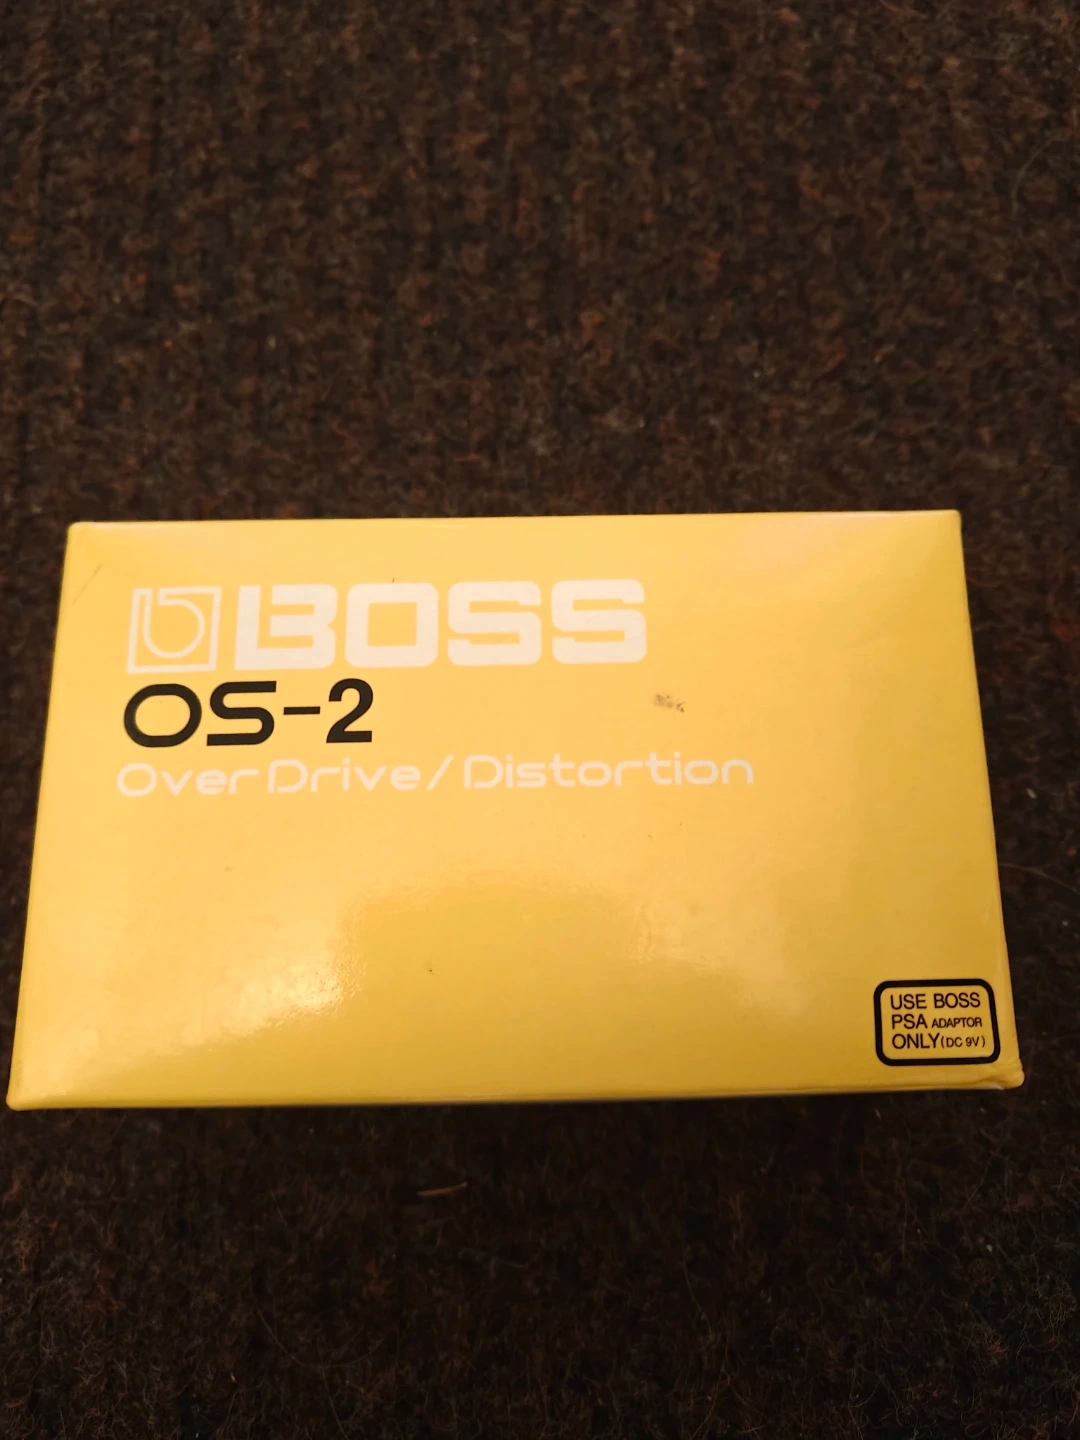 BOSS
OS-2
OverDrive/Distortion
USE BOSS
PSA ADAPTOR
ONLY(DC 9V)